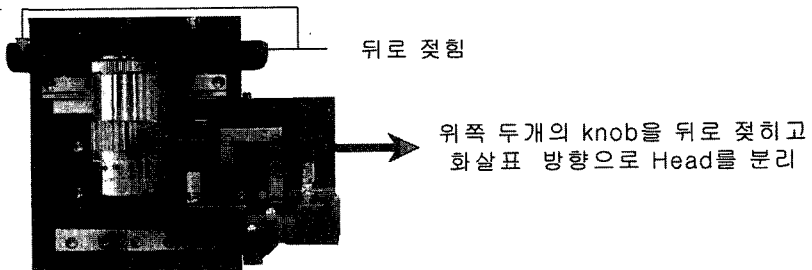 뒤로 젖힘
위쪽 두개의 knob을 뒤로 젖히고
화살표 방향으로 Head를 분리